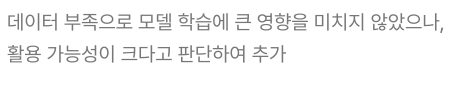 데이터 부족으로 모델 학습에 큰 영향을 미치지 않았으나,
활용 가능성이 크다고 판단하여 추가